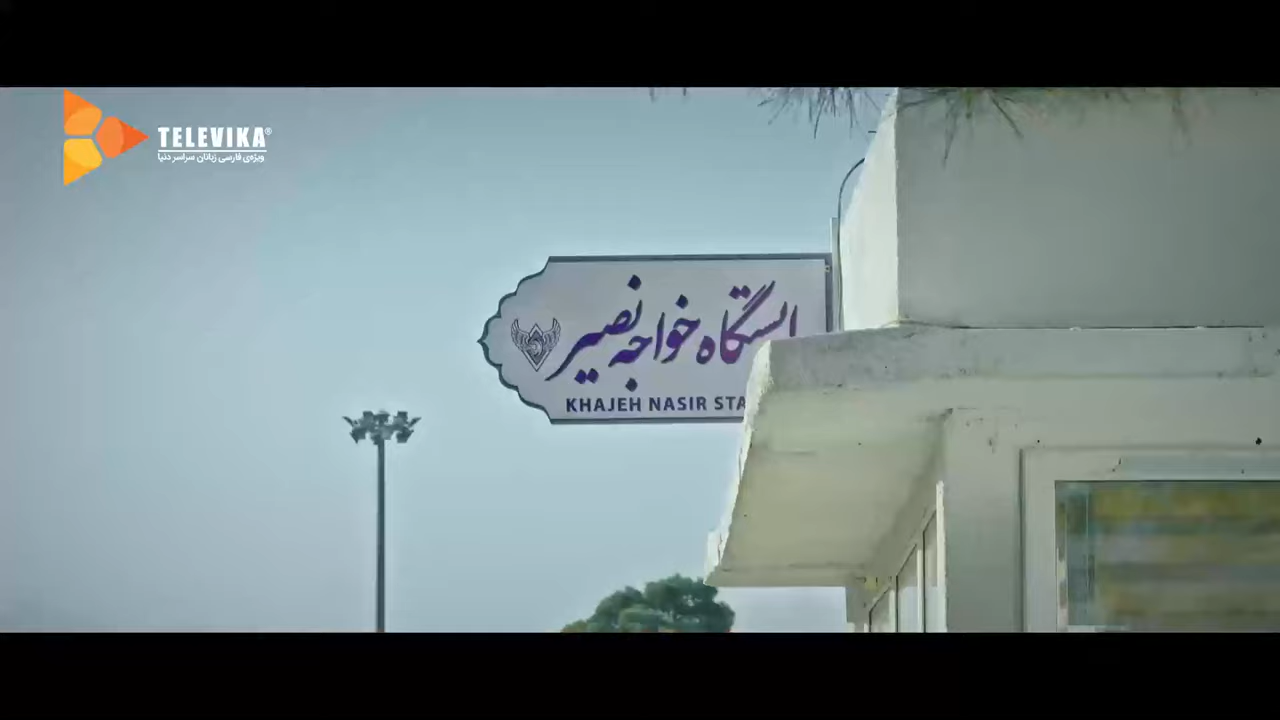 TELEVIKA®
ویژه‌ی فارسی زبانان سراسر دنیا
ایستگاه خواجه نصیر
KHAJEH NASIR STA